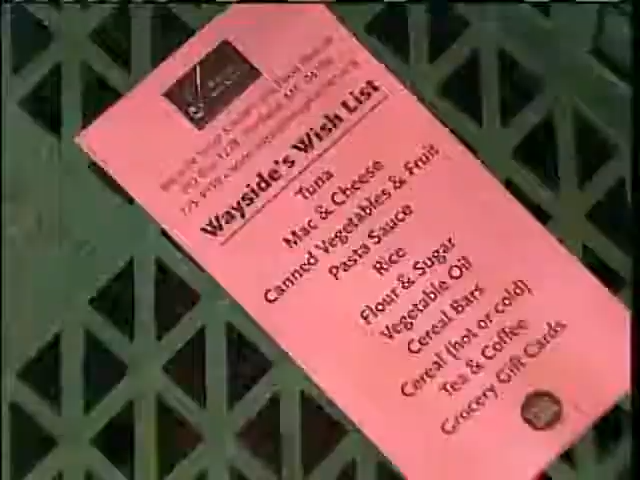 Wayside's Wish List
Tuna
Mac & Cheese
Canned Vegetables & Fruit
Pasta Sauce
Rice
Flour & Sugar
Vegetable Oil
Cereal Bars
Cereal (hot or cold)
Tea & Coffee
Grocery Gift Cards